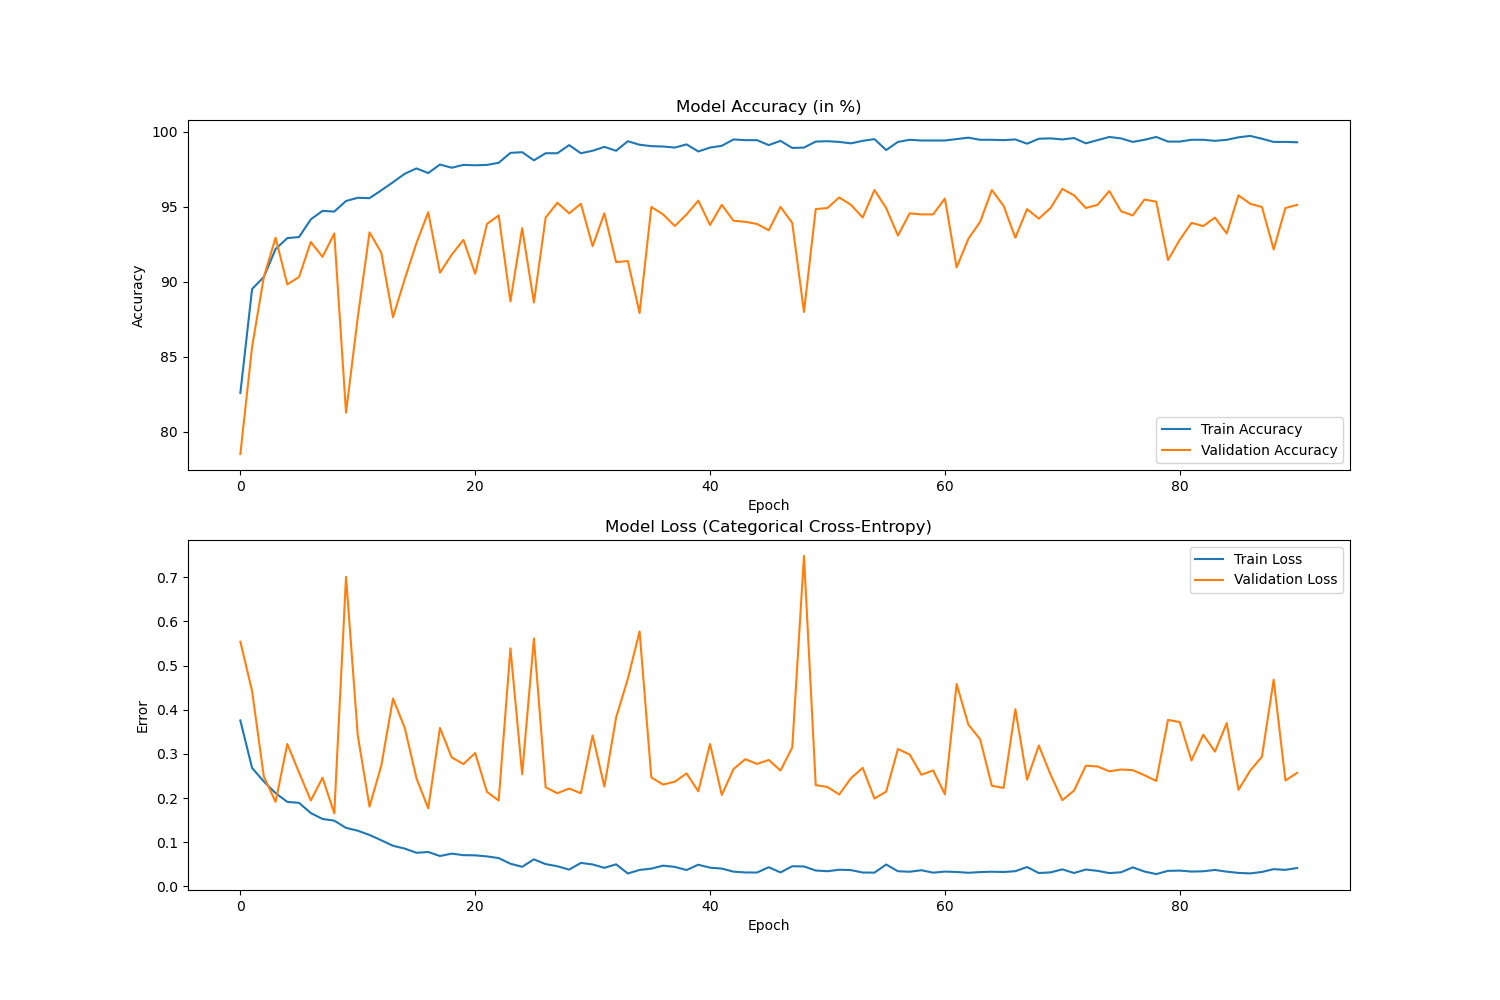 Model Accuracy (in %)
100
95
90
85
80
Accuracy
Train Accuracy
Validation Accuracy
0 20 40 60 80
Epoch
Model Loss (Categorical Cross-Entropy)
Train Loss
Validation Loss
0.7
0.6
0.5
0.4
0.3
0.2
0.1
0.0
Error
0 20 40 60 80
Epoch